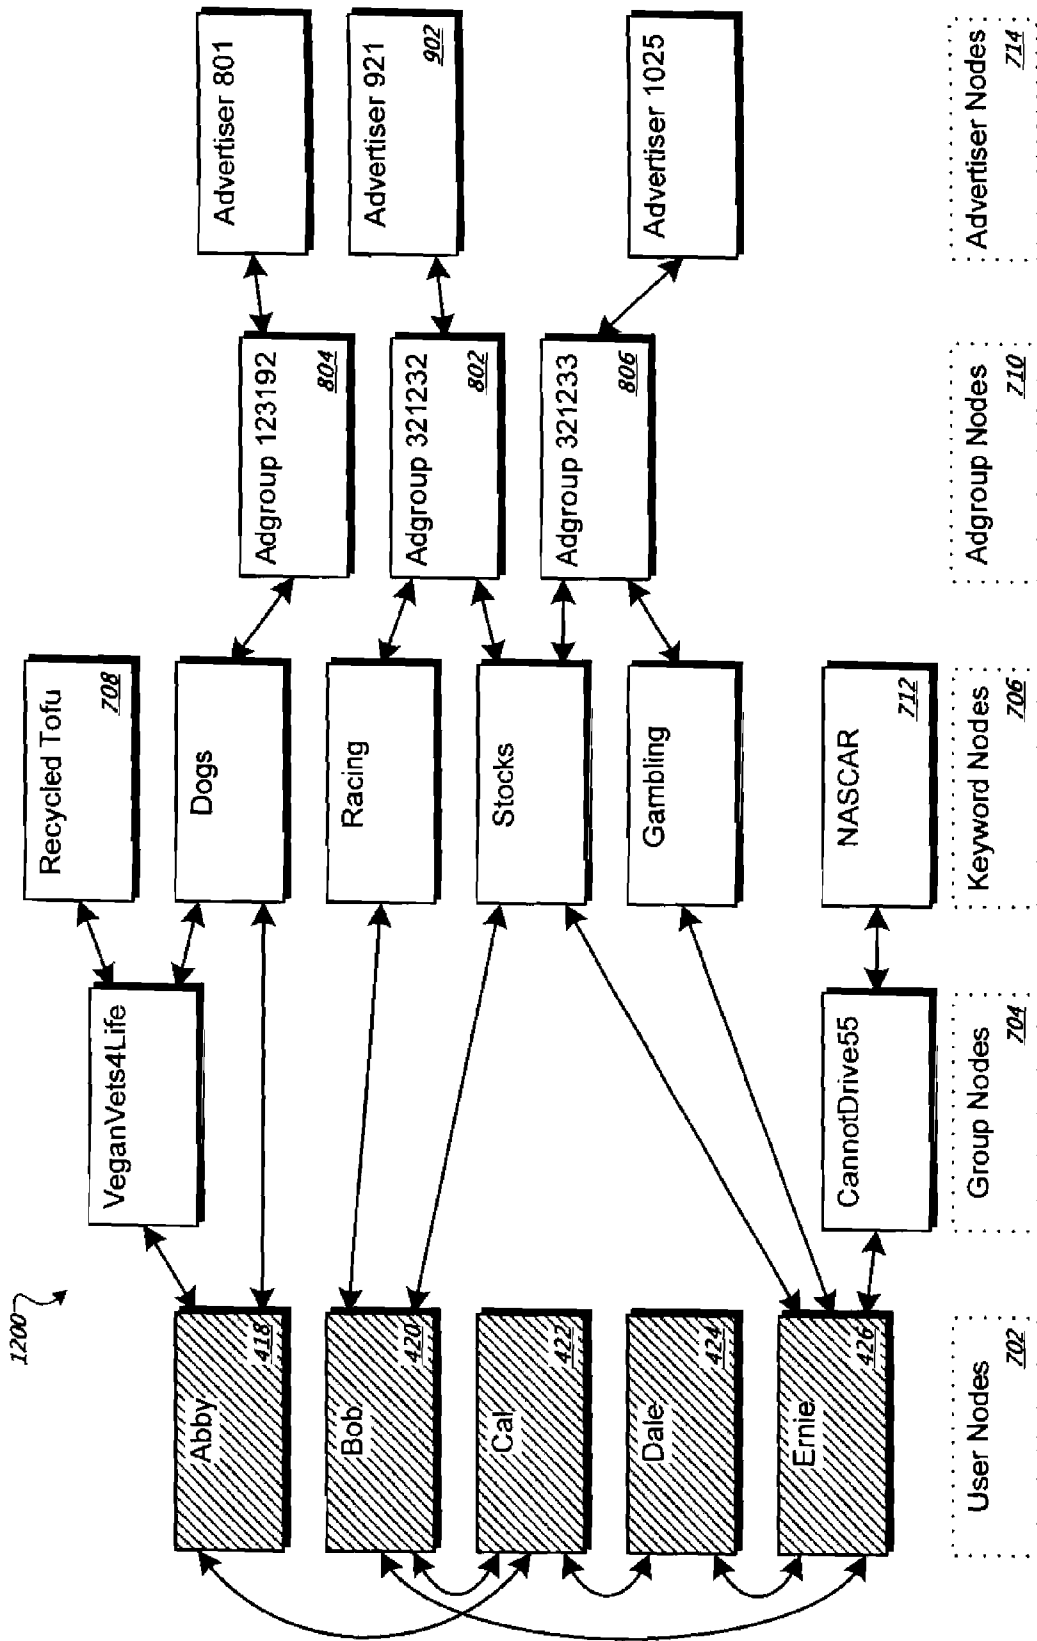 1200
Abby
418
Bob
420
Cal
422
Dale
424
Ernie
426
User Nodes
702
VeganVets4Life
CannotDrive55
Group Nodes
704
Recycled Tofu
708
Dogs
Racing
Stocks
Gambling
NASCAR
712
Keyword Nodes
706
Adgroup 123192
804
Adgroup 321232
802
Adgroup 321233
806
Adgroup Nodes
710
Advertiser 801
Advertiser 921
902
Advertiser 1025
Advertiser Nodes
714